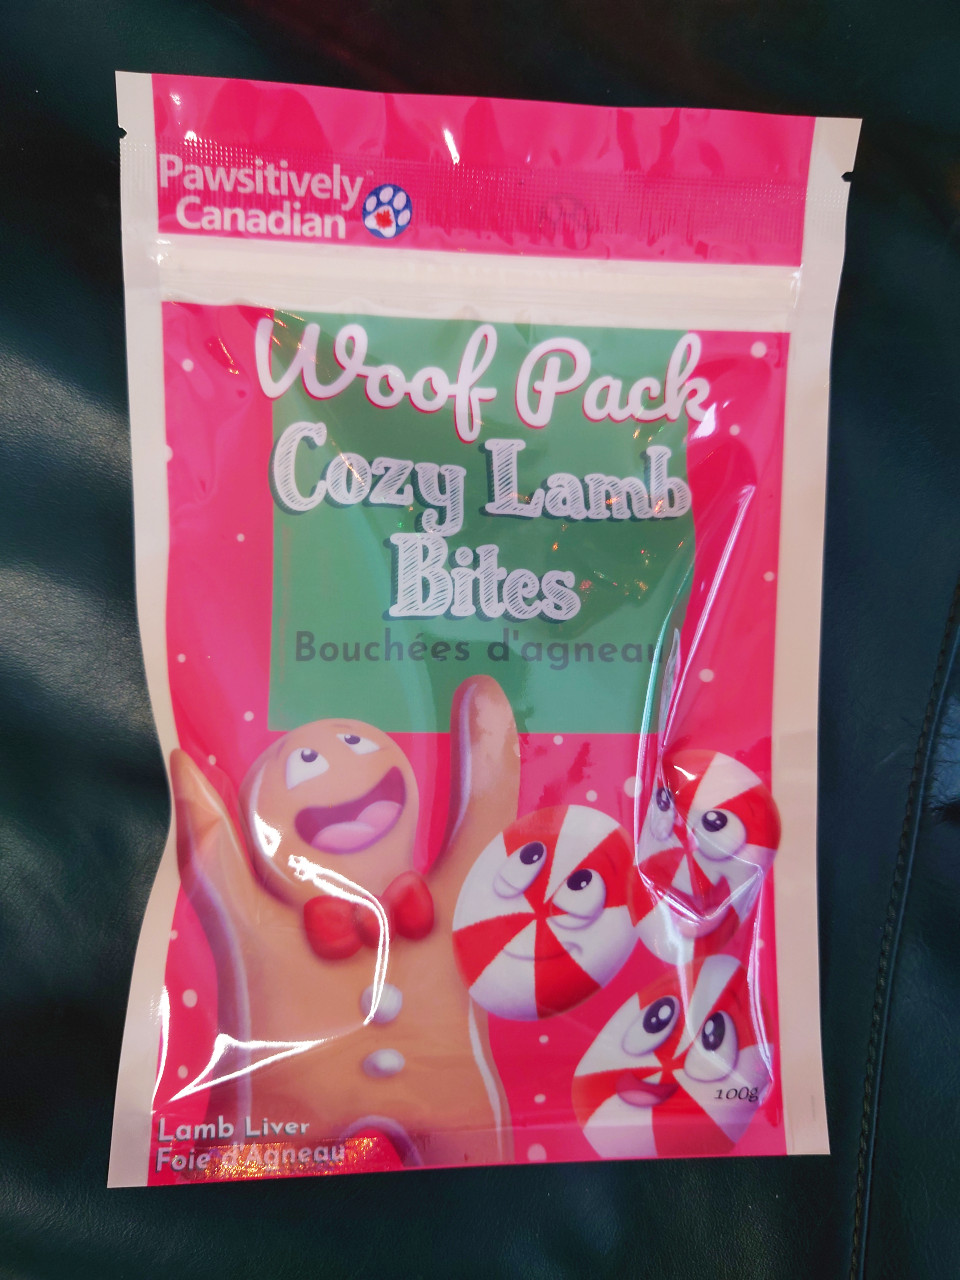 Pawsitively
Canadian
Woof Pack
Cozy Lamb
Bites
Bouchées d'agneau
100g
Lamb Liver
Foie d'Agneau